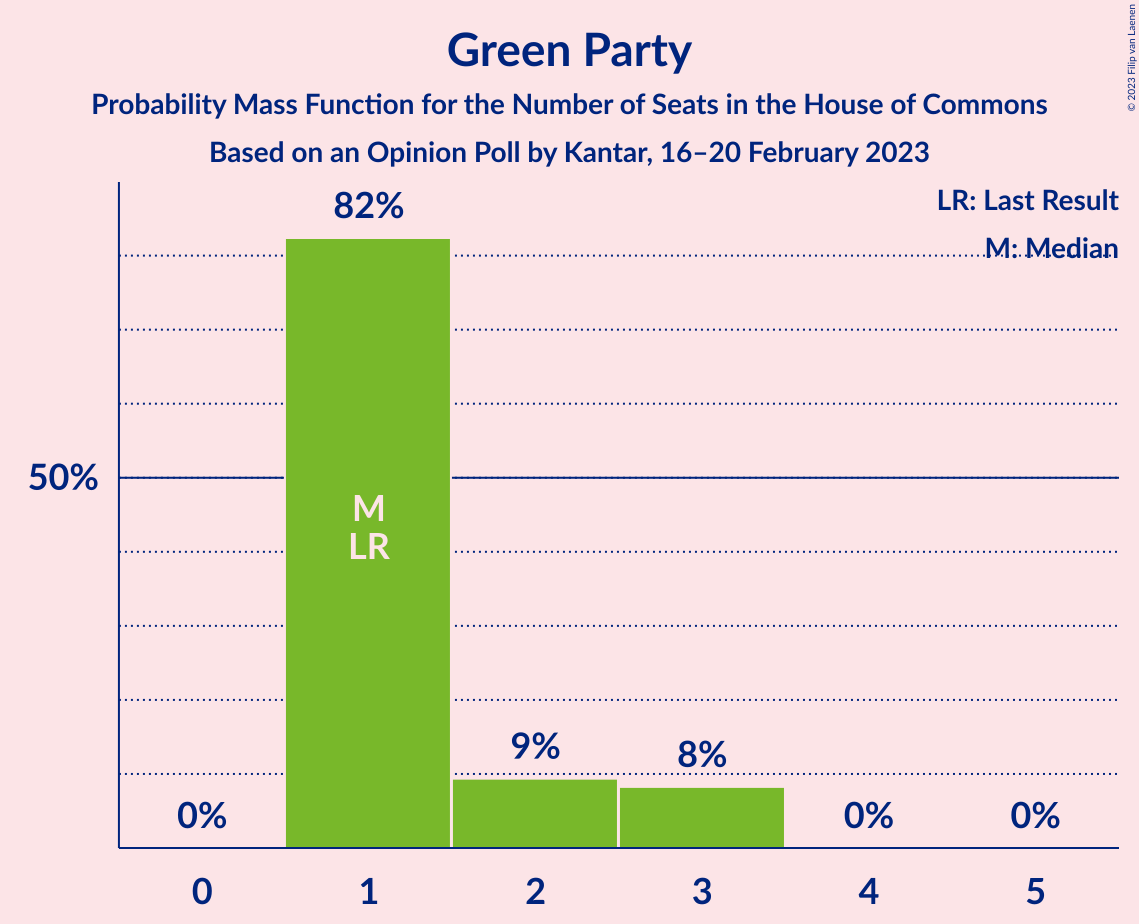 Green Party
Probability Mass Function for the Number of Seats in the House of Commons
Based on an Opinion Poll by Kantar, 16–20 February 2023
© 2023 Filip van Laenen
LR: Last Result
M: Median
82%
50%
M
LR
9%
8%
0%
0%
0%
0
1
2
3
4
5